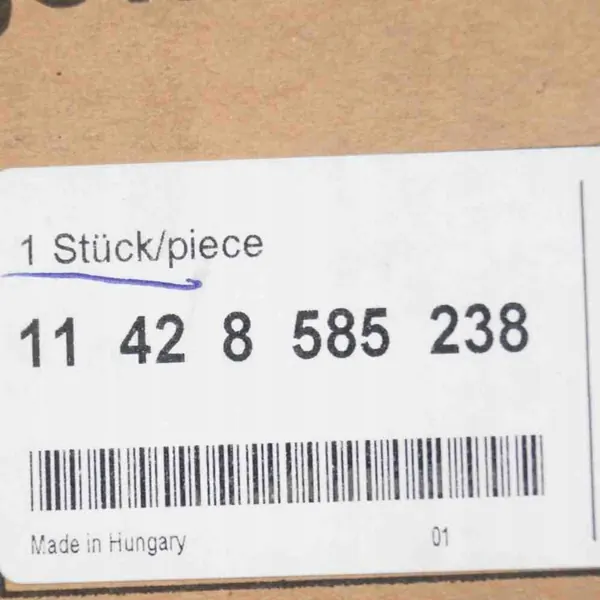 1 Stück/piece
11 42 8 585 238
Made in Hungary 01